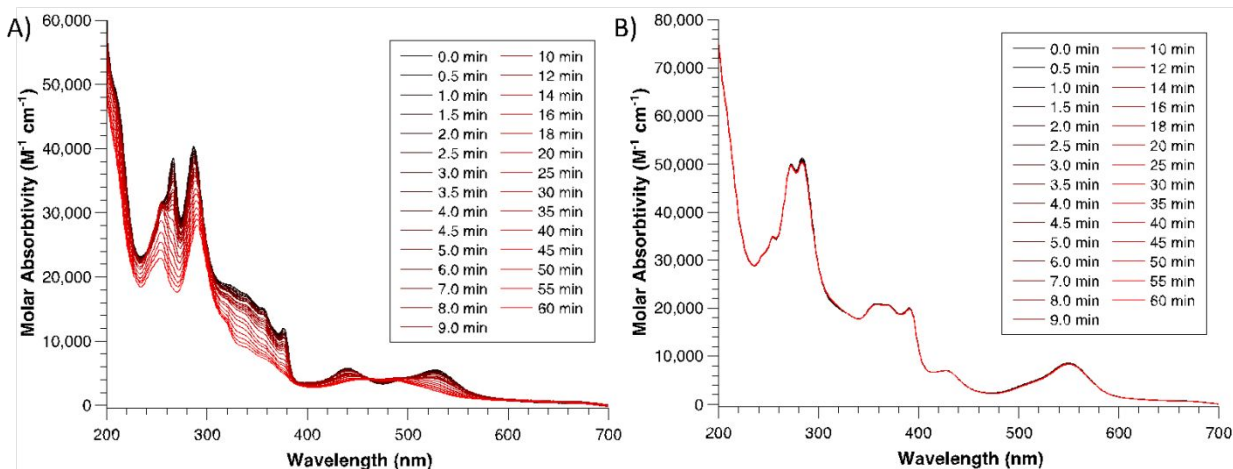 A)
Molar Absorbtivity (M⁻¹ cm⁻¹)
60,000
50,000
40,000
30,000
20,000
10,000
0
200 300 400 500 600 700
Wavelength (nm)
0.0 min 10 min
0.5 min 12 min
1.0 min 14 min
1.5 min 16 min
2.0 min 18 min
2.5 min 20 min
3.0 min 25 min
3.5 min 30 min
4.0 min 35 min
4.5 min 40 min
5.0 min 45 min
6.0 min 50 min
7.0 min 55 min
8.0 min 60 min
9.0 min
B)
Molar Absorbtivity (M⁻¹ cm⁻¹)
80,000
70,000
60,000
50,000
40,000
30,000
20,000
10,000
0
200 300 400 500 600 700
Wavelength (nm)
0.0 min 10 min
0.5 min 12 min
1.0 min 14 min
1.5 min 16 min
2.0 min 18 min
2.5 min 20 min
3.0 min 25 min
3.5 min 30 min
4.0 min 35 min
4.5 min 40 min
5.0 min 45 min
6.0 min 50 min
7.0 min 55 min
8.0 min 60 min
9.0 min